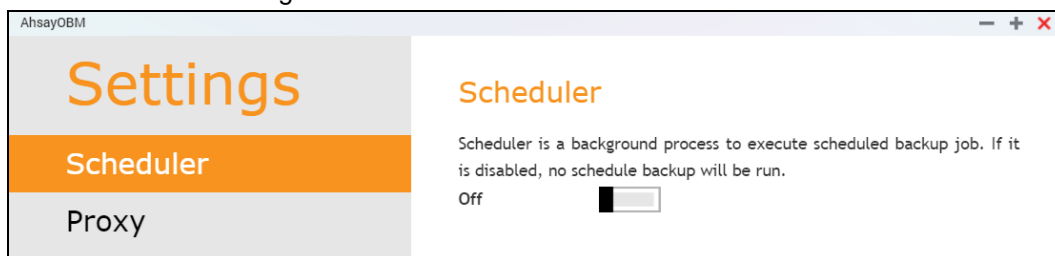 AhsayOBM
Settings
Scheduler
Proxy
Scheduler
Scheduler is a background process to execute scheduled backup job. If it
is disabled, no schedule backup will be run.
Off